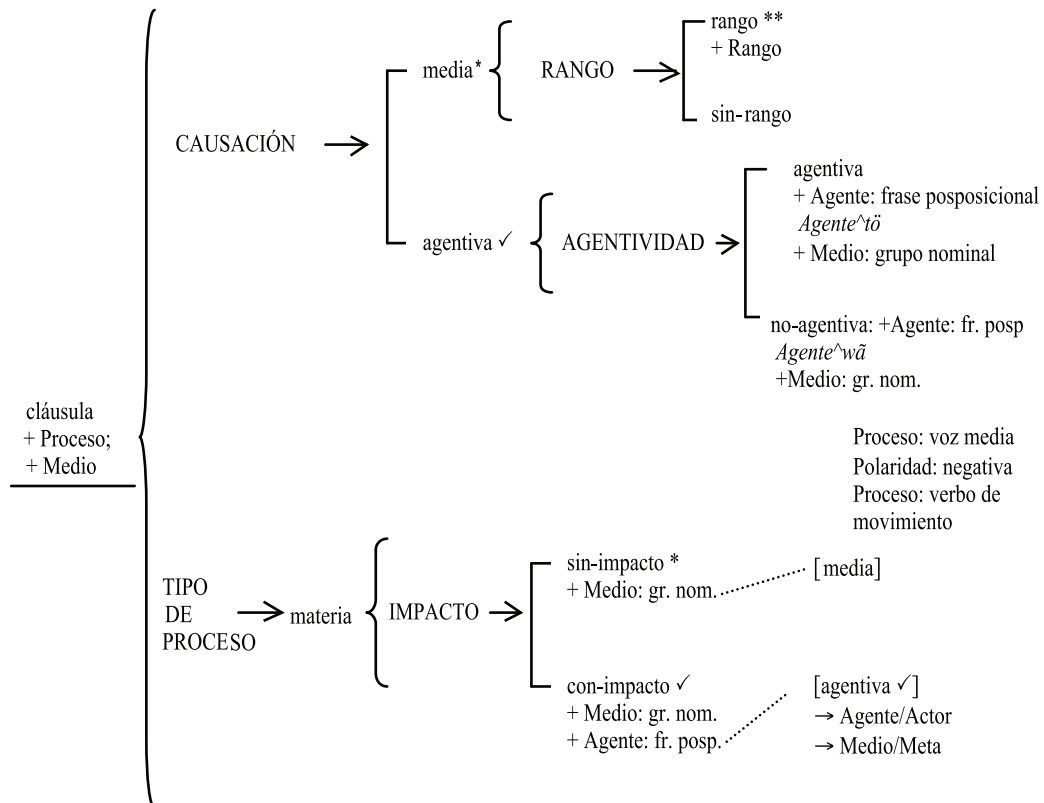 rango **
+ Rango
media*
RANGO
sin-rango
CAUSACIÓN
agentiva
+ Agente: frase posposicional
Agente^tö
+ Medio: grupo nominal
agentiva ✓
AGENTIVIDAD
no-agentiva: +Agente: fr. posp
Agente^wã
+Medio: gr. nom.
cláusula
+ Proceso;
+ Medio
Proceso: voz media
Polaridad: negativa
Proceso: verbo de
movimiento
TIPO
DE
PROCESO
materia
IMPACTO
sin-impacto *
+ Medio: gr. nom.
[media]
con-impacto ✓
+ Medio: gr. nom.
+ Agente: fr. posp.
[agentiva ✓]
→ Agente/Actor
→ Medio/Meta